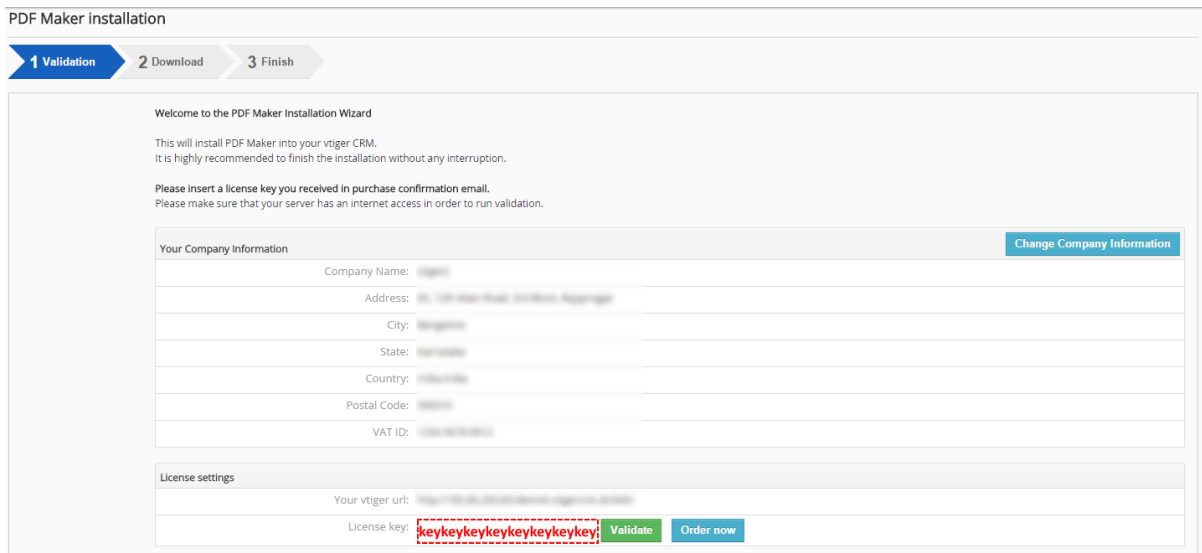 PDF Maker installation
1 Validation 2 Download 3 Finish
Welcome to the PDF Maker Installation Wizard
This will install PDF Maker into your vtiger CRM.
It is highly recommended to finish the installation without any interruption.
Please insert a license key you received in purchase confirmation email.
Please make sure that your server has an internet access in order to run validation.
Your Company Information Change Company Information
Company Name:
Address:
City:
State:
Country:
Postal Code:
VAT ID:
License settings
Your vtiger url:
License key: keykeykeykeykeykeykeykey Validate Order now